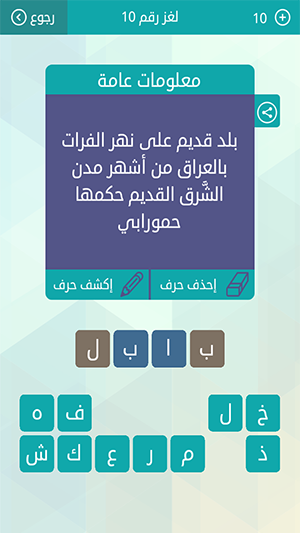 رجوع لغز رقم 10 10
معلومات عامة
بلد قديم على نهر الفرات
بالعراق من أشهر مدن
الشَّرق القديم حكمها
حمورابي
إحذف حرف إكشف حرف
ب ا ب ل
خ ل ف ه
ذ م ر ع ك ش